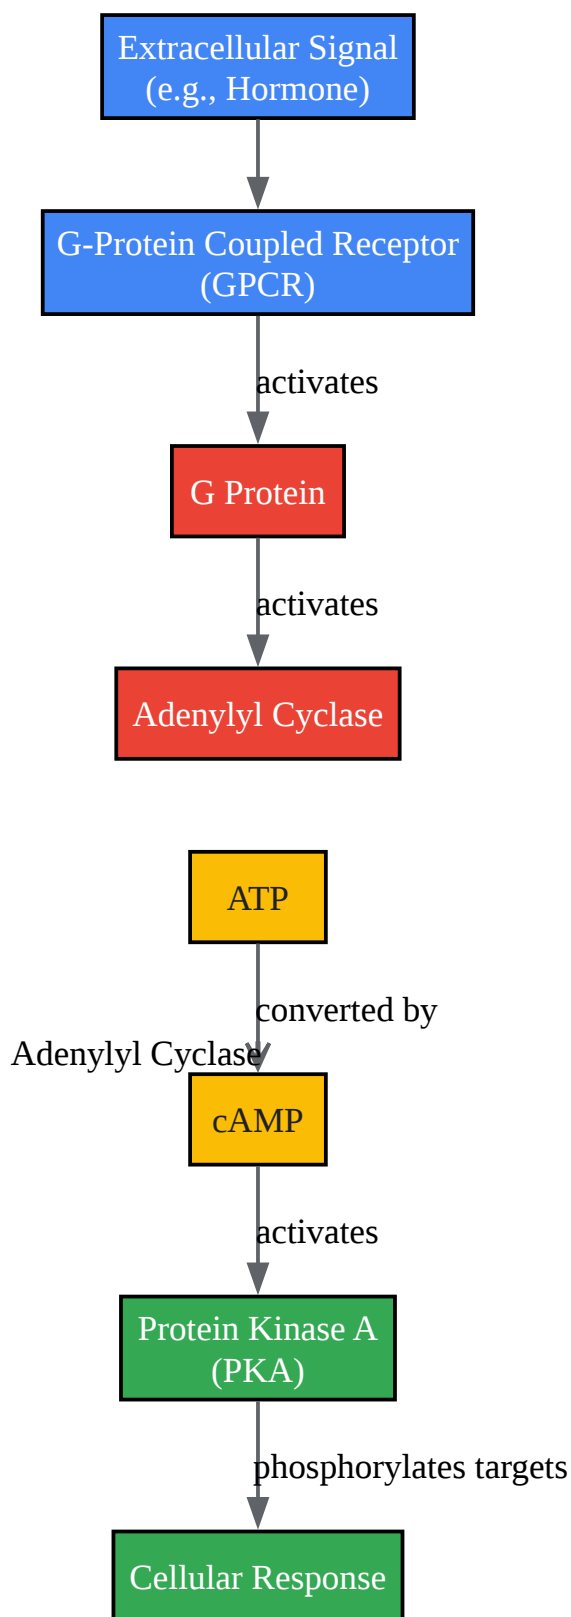 Extracellular Signal
(e.g., Hormone)
G-Protein Coupled Receptor
(GPCR)
activates
G Protein
activates
Adenylyl Cyclase
ATP
converted by
Adenylyl Cyclase
cAMP
activates
Protein Kinase A
(PKA)
phosphorylates targets
Cellular Response